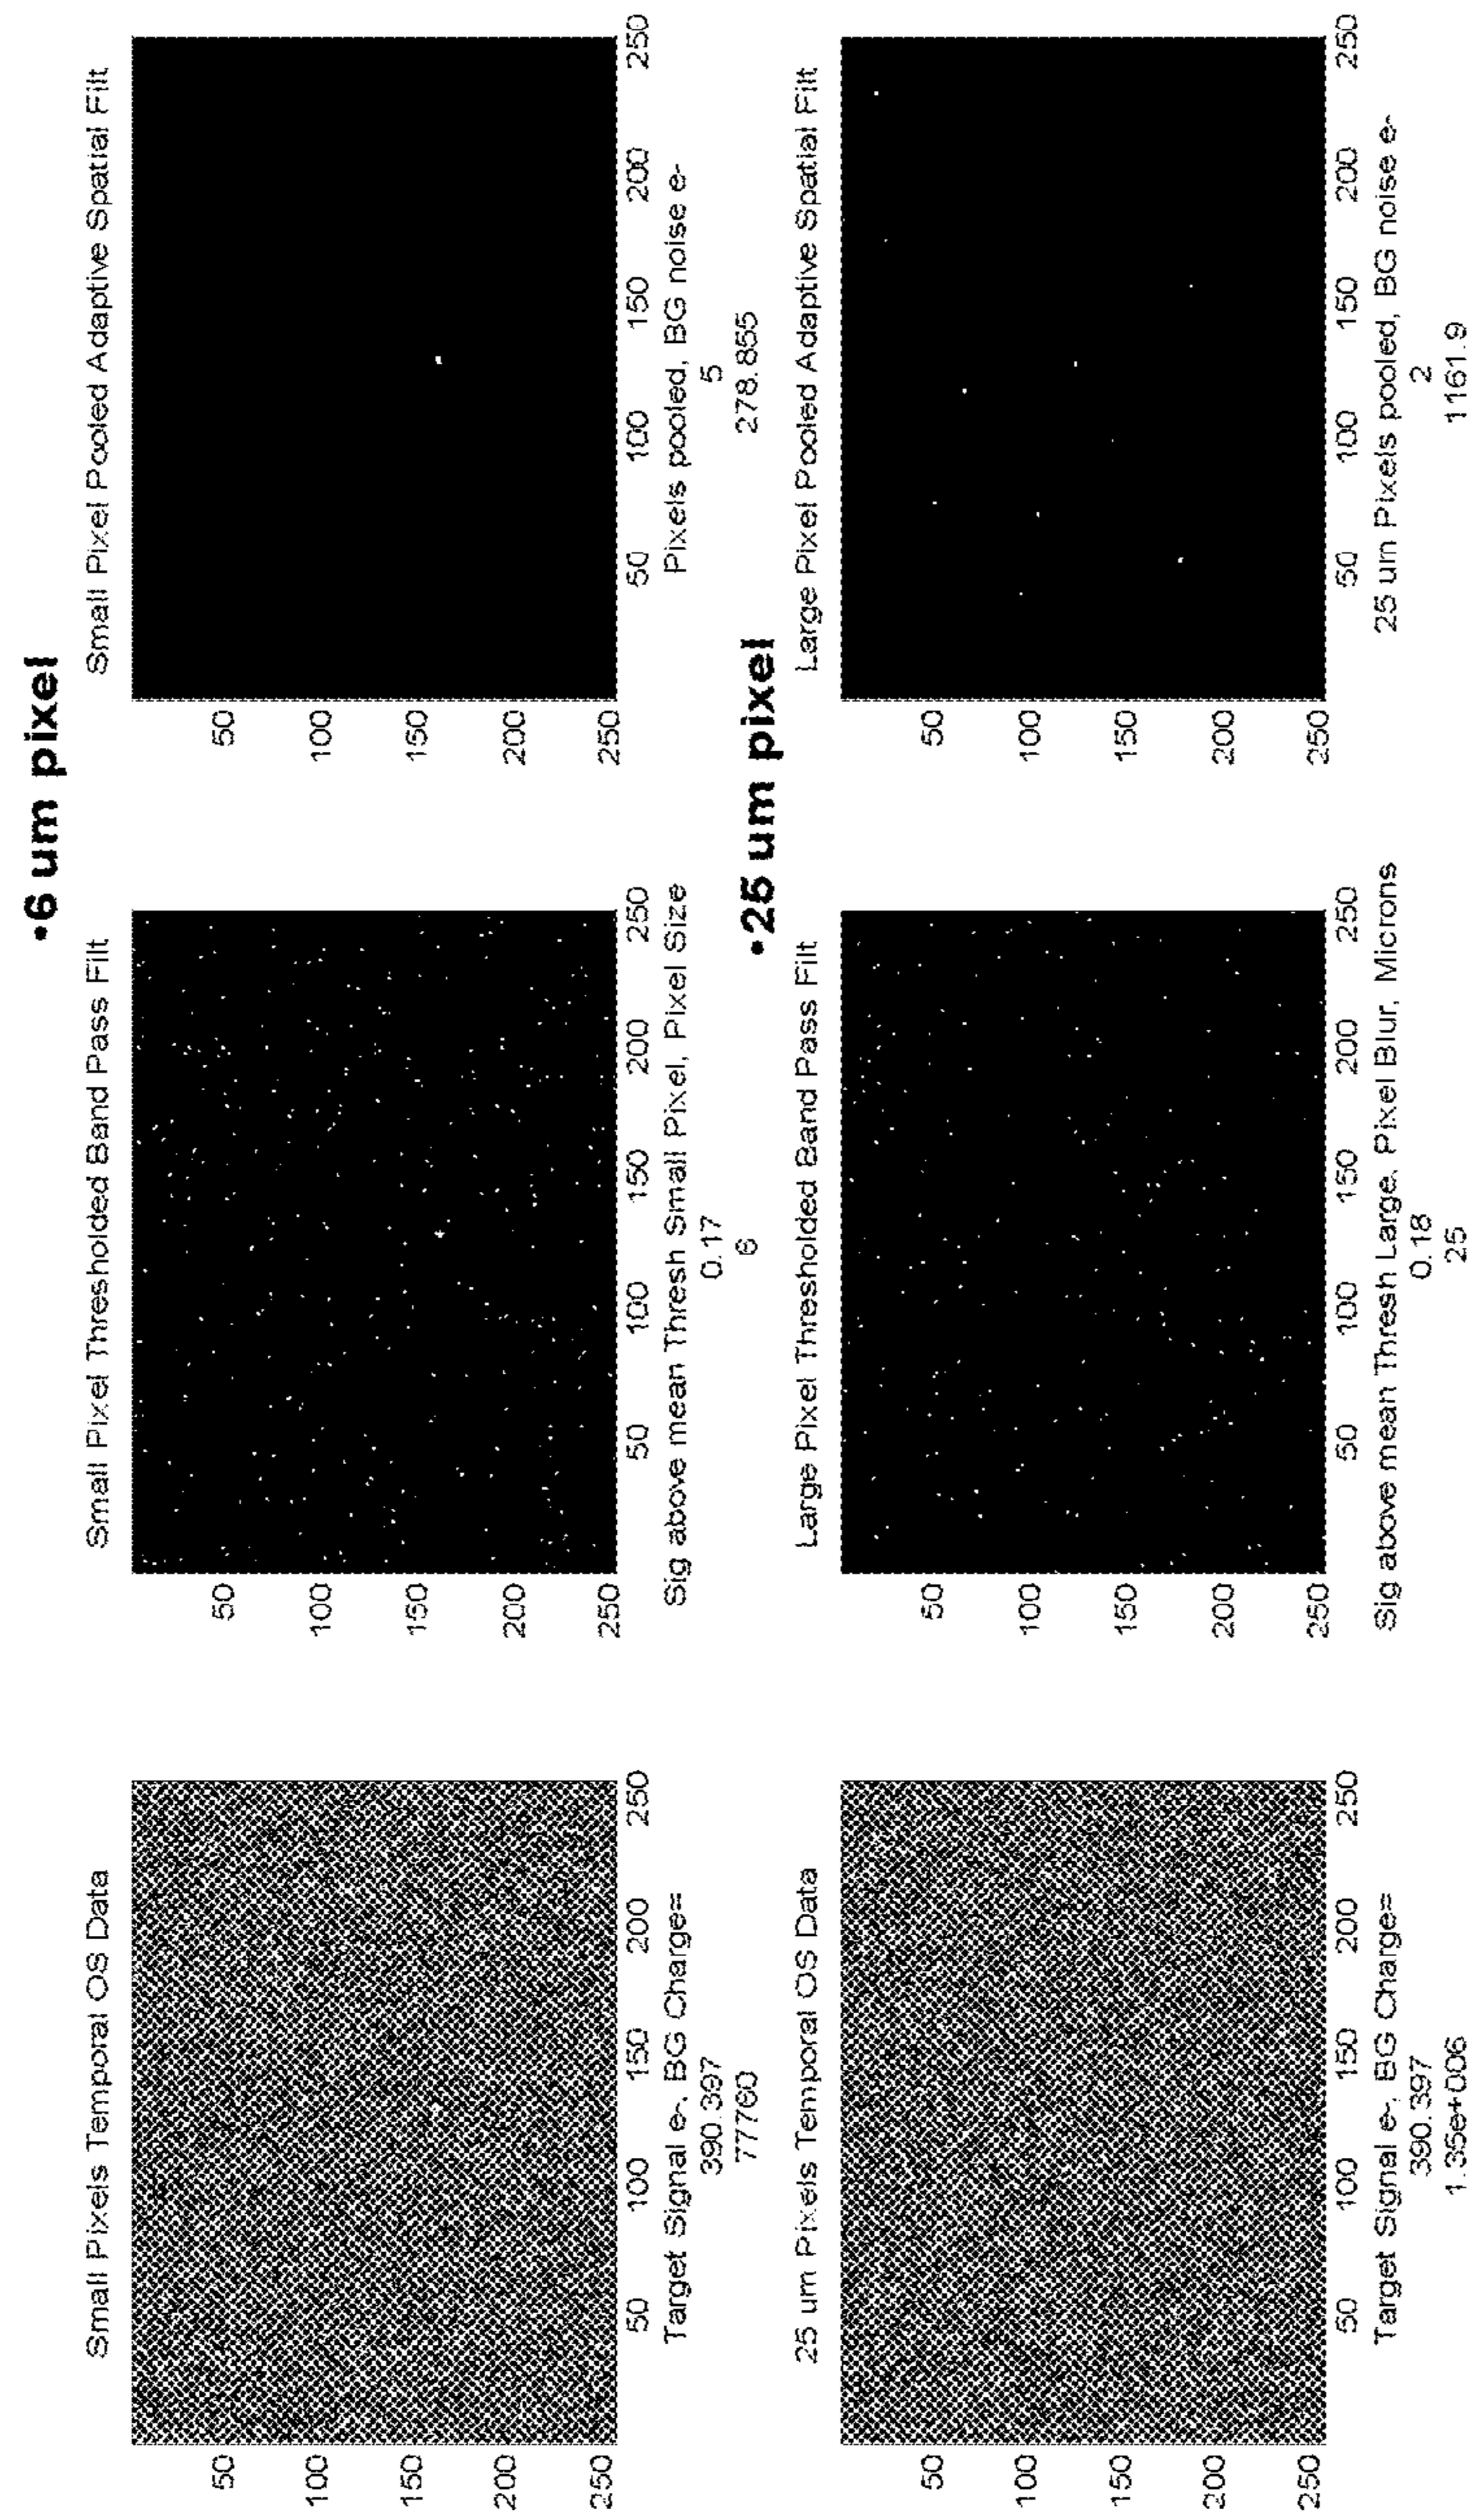 •6 um pixel
Small Pixels Temporal OS Data
50
100
150
200
250
50 100 150 200 250
Target Signal e-, BG Charge=
390.397
77760
Small Pixel Thresholded Band Pass Filt
50
100
150
200
250
50 100 150 200 250
Sig above mean Thresh Small Pixel, Pixel Size
0.17
6
Small Pixel Pooled Adaptive Spatial Filt
50
100
150
200
250
50 100 150 200 250
Pixels pooled, BG noise e-
5
278.855
•25 um pixel
25 um Pixels Temporal OS Data
50
100
150
200
250
50 100 150 200 250
Target Signal e-, BG Charge=
390.397
1.35e+006
Large Pixel Thresholded Band Pass Filt
50
100
150
200
250
50 100 150 200 250
Sig above mean Thresh Large, Pixel Blur, Microns
0.18
25
Large Pixel Pooled Adaptive Spatial Filt
50
100
150
200
250
50 100 150 200 250
25 um Pixels pooled, BG noise e-
2
1161.9